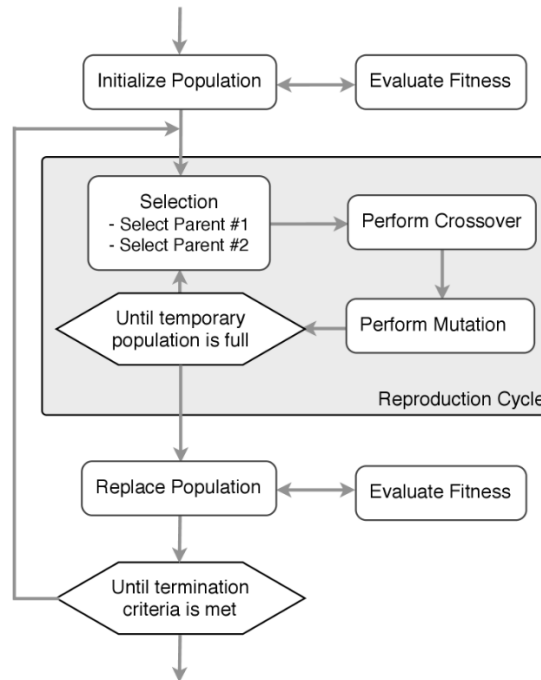 Initialize Population
Evaluate Fitness
Selection
- Select Parent #1
- Select Parent #2
Perform Crossover
Until temporary
population is full
Perform Mutation
Reproduction Cycle
Replace Population
Evaluate Fitness
Until termination
criteria is met